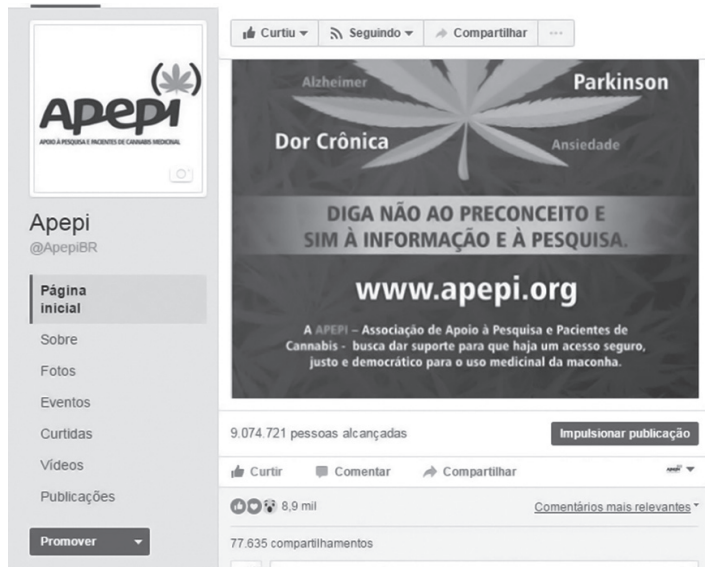 Apepi
APOIO À PESQUISA E PACIENTES DE CANNABIS MEDICINAL
Apepi
@ApepiBR
Página
inicial
Sobre
Fotos
Eventos
Curtidas
Vídeos
Publicações
Promover
Curtiu
Seguindo
Compartilhar
Alzheimer
Parkinson
Dor Crônica
Ansiedade
DIGA NÃO AO PRECONCEITO E
SIM À INFORMAÇÃO E À PESQUISA.
www.apepi.org
A APEPI – Associação de Apoio à Pesquisa e Pacientes de
Cannabis - busca dar suporte para que haja um acesso seguro,
justo e democrático para o uso medicinal da maconha.
9.074.721 pessoas alcançadas
Impulsionar publicação
Curtir
Comentar
Compartilhar
APEPI
8,9 mil
Comentários mais relevantes
77.635 compartilhamentos